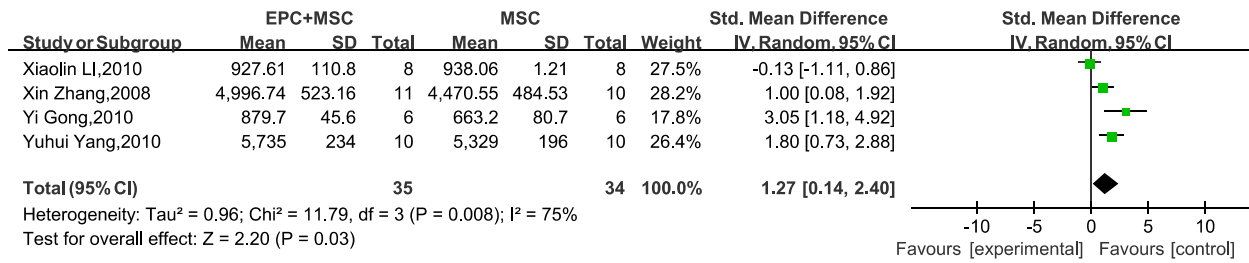 EPC+MSC MSC Std. Mean Difference Std. Mean Difference
Study or Subgroup Mean SD Total Mean SD Total Weight IV, Random, 95% CI IV, Random, 95% CI
Xiaolin LI,2010 927.61 110.8 8 938.06 1.21 8 27.5% -0.13 [-1.11, 0.86]
Xin Zhang,2008 4,996.74 523.16 11 4,470.55 484.53 10 28.2% 1.00 [0.08, 1.92]
Yi Gong,2010 879.7 45.6 6 663.2 80.7 6 17.8% 3.05 [1.18, 4.92]
Yuhui Yang,2010 5,735 234 10 5,329 196 10 26.4% 1.80 [0.73, 2.88]
Total (95% CI) 35 34 100.0% 1.27 [0.14, 2.40]
Heterogeneity: Tau² = 0.96; Chi² = 11.79, df = 3 (P = 0.008); I² = 75%
Test for overall effect: Z = 2.20 (P = 0.03)
-10 -5 0 5 10
Favours [experimental] Favours [control]